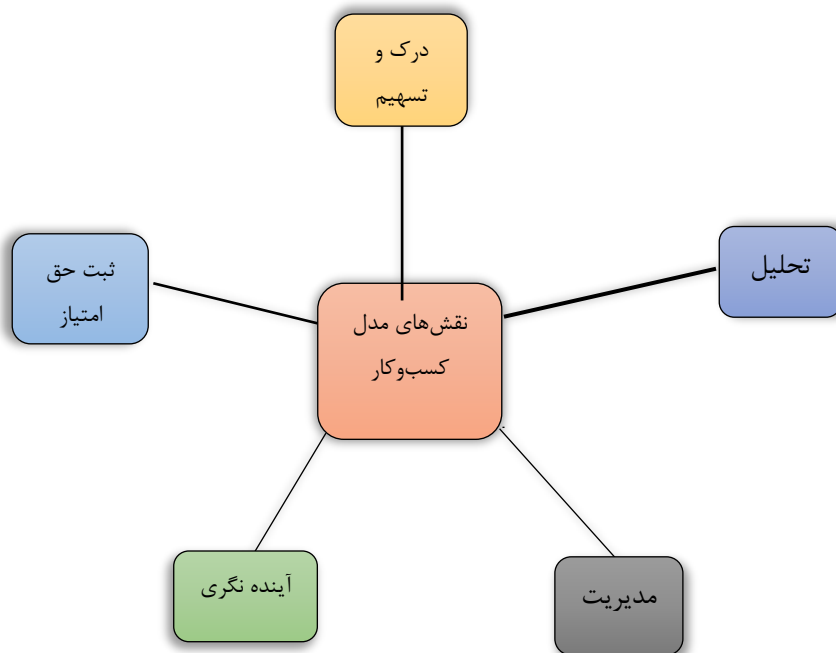 درک و
تسهیم
تحلیل
ثبت حق
امتیاز
نقش‌های مدل
کسب‌وکار
آینده نگری
مدیریت